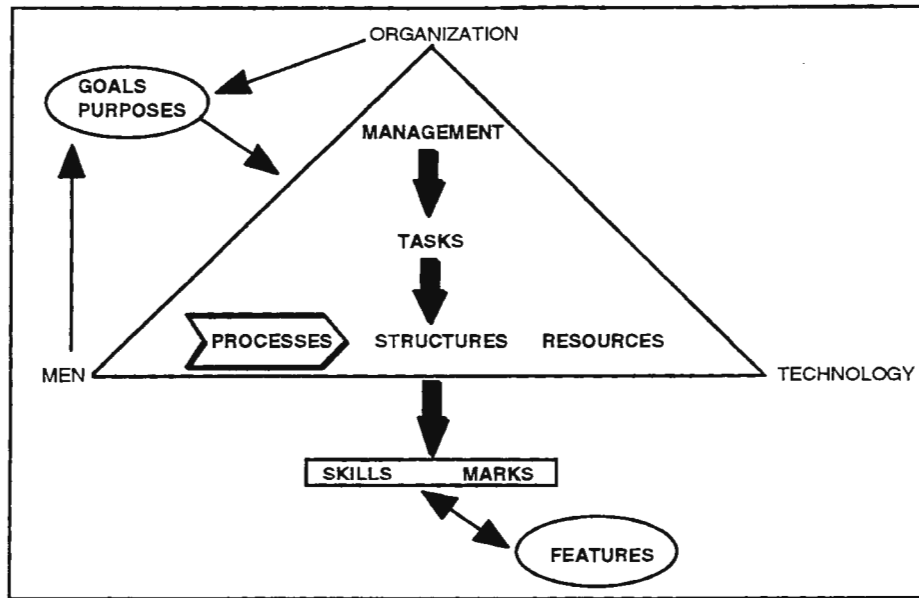 ORGANIZATION
GOALS
PURPOSES
MANAGEMENT
TASKS
PROCESSES STRUCTURES RESOURCES
MEN TECHNOLOGY
SKILLS MARKS
FEATURES